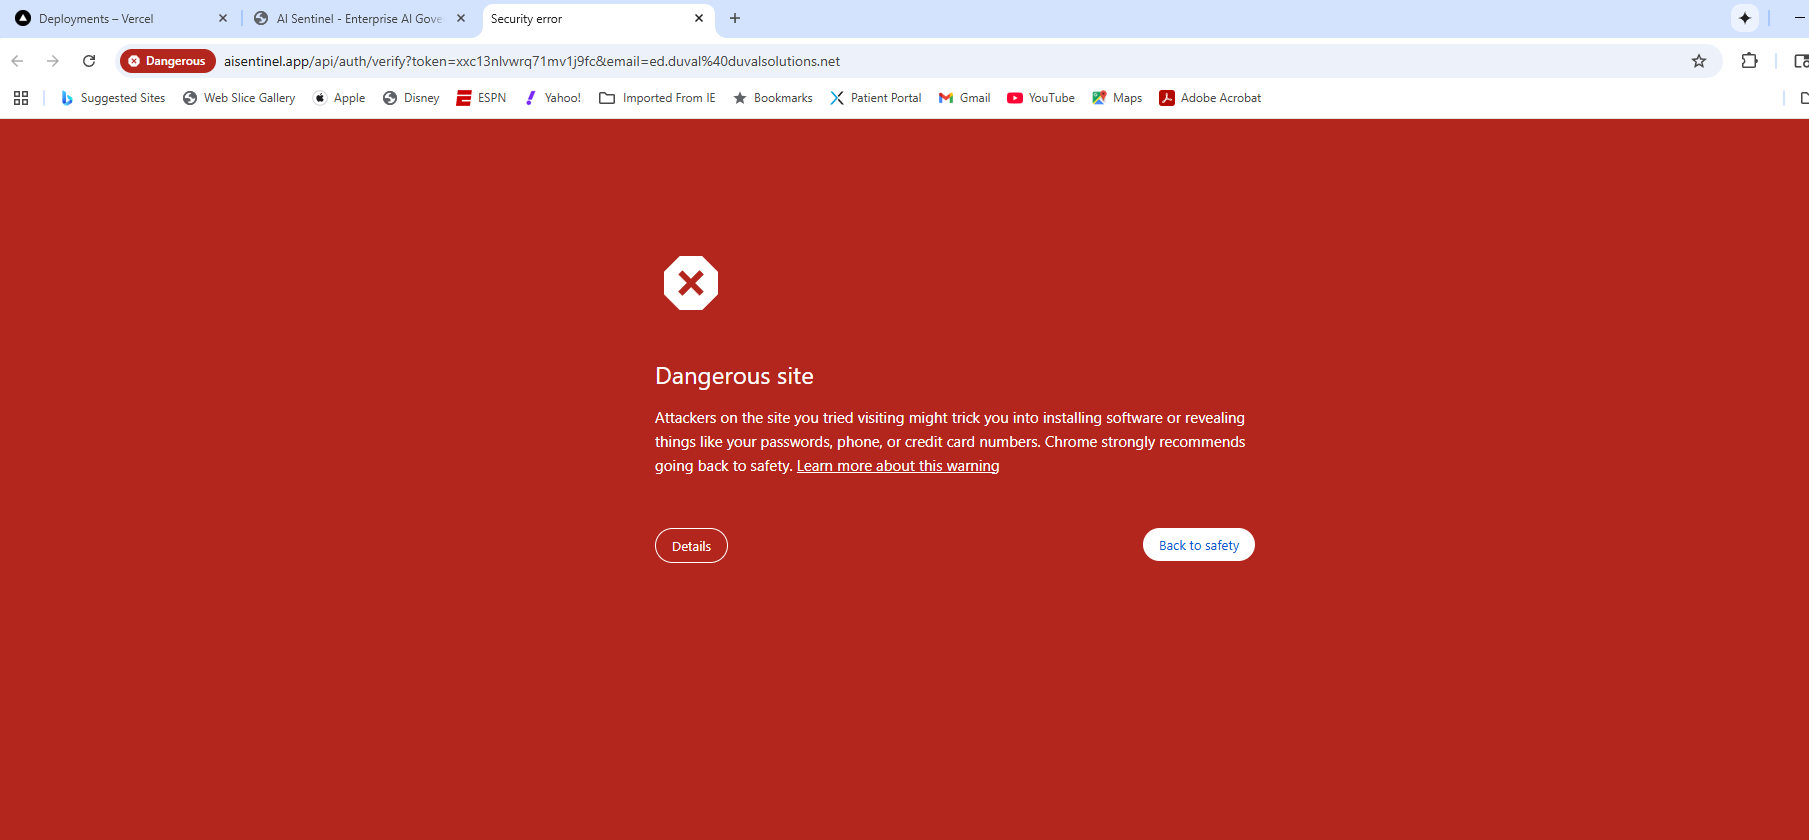 Deployments – Vercel
AI Sentinel - Enterprise AI Gove
Security error
Dangerous
aisentinel.app/api/auth/verify?token=xxc13nlvwrq71mv1j9fc&email=ed.duval%40duvalsolutions.net
Suggested Sites
Web Slice Gallery
Apple
Disney
ESPN
Yahoo!
Imported From IE
Bookmarks
Patient Portal
Gmail
YouTube
Maps
Adobe Acrobat
Dangerous site
Attackers on the site you tried visiting might trick you into installing software or revealing
things like your passwords, phone, or credit card numbers. Chrome strongly recommends
going back to safety. Learn more about this warning
Details
Back to safety